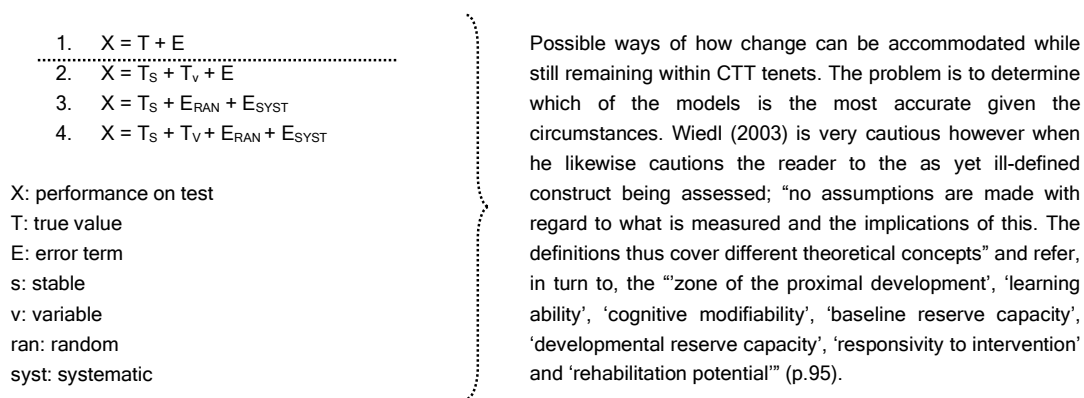 1. X = T + E
2. X = T_S + T_v + E
3. X = T_S + E_RAN + E_SYST
4. X = T_S + T_V + E_RAN + E_SYST
X: performance on test
T: true value
E: error term
s: stable
v: variable
ran: random
syst: systematic
Possible ways of how change can be accommodated while
still remaining within CTT tenets. The problem is to determine
which of the models is the most accurate given the
circumstances. Wiedl (2003) is very cautious however when
he likewise cautions the reader to the as yet ill-defined
construct being assessed; “no assumptions are made with
regard to what is measured and the implications of this. The
definitions thus cover different theoretical concepts” and refer,
in turn to, the “’zone of the proximal development’, ‘learning
ability’, ‘cognitive modifiability’, ‘baseline reserve capacity’,
‘developmental reserve capacity’, ‘responsivity to intervention’
and ‘rehabilitation potential’” (p.95).